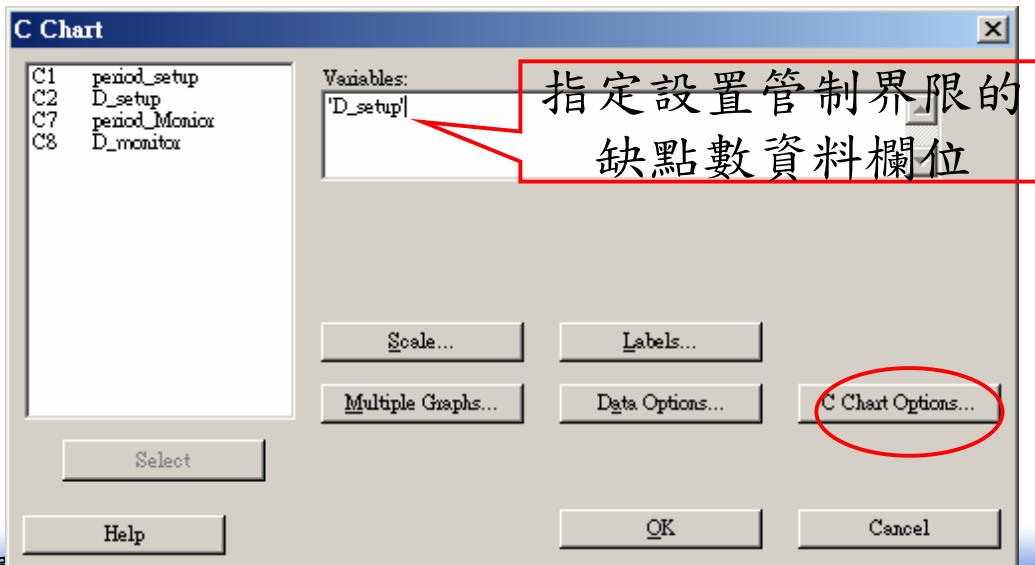 C Chart
C1 period_setup
C2 D_setup
C7 period_Monior
C8 D_monitor
Variables:
'D_setup'
指定設置管制界限的
缺點數資料欄位
Scale...
Labels...
Multiple Graphs...
Data Options...
C Chart Options...
Select
Help
OK
Cancel